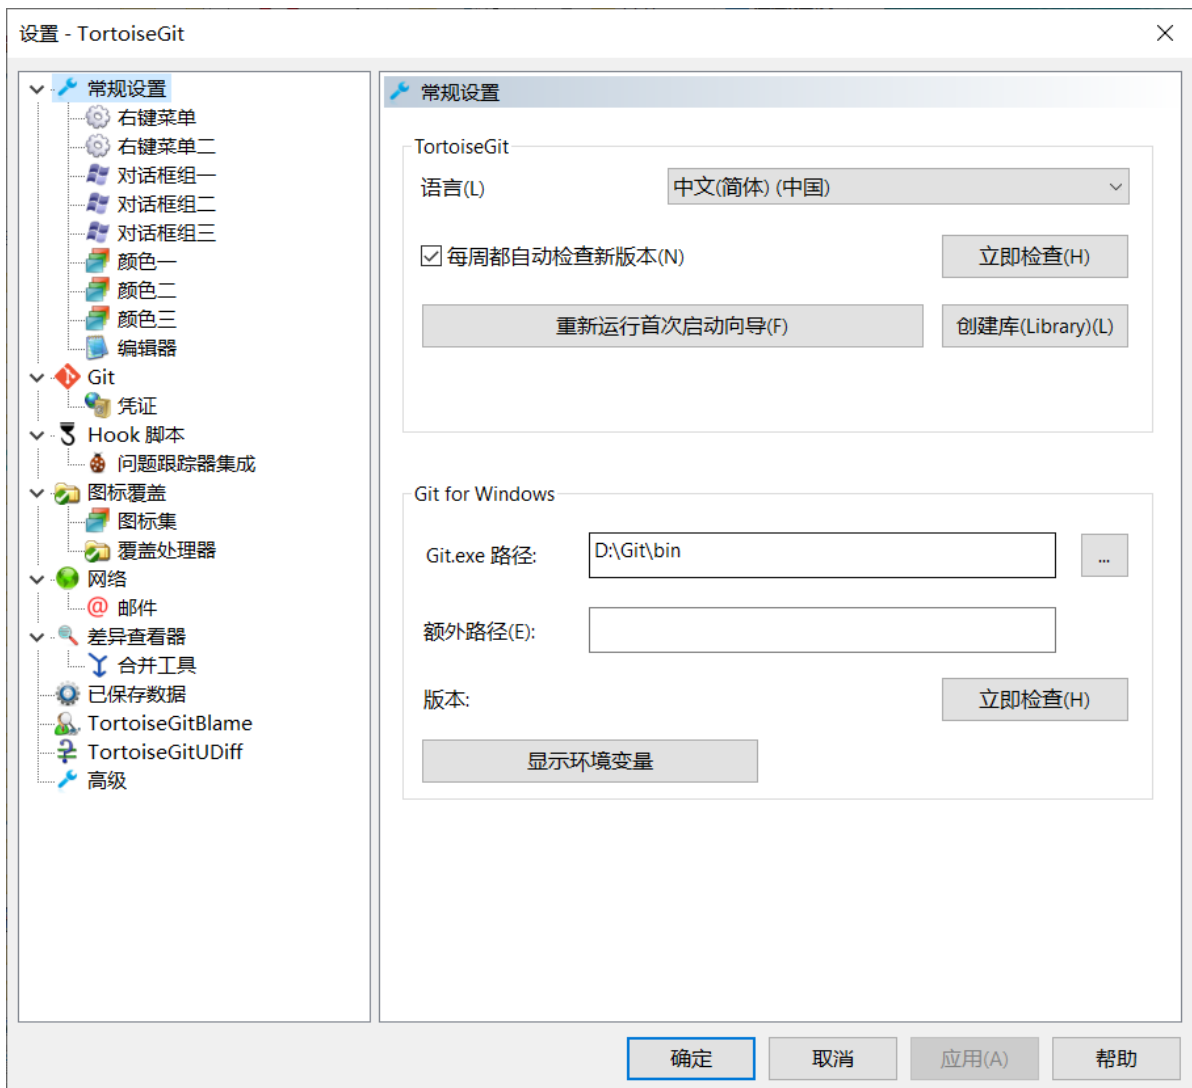 设置 - TortoiseGit
常规设置
右键菜单
右键菜单二
对话框组一
对话框组二
对话框组三
颜色一
颜色二
颜色三
编辑器
Git
凭证
Hook 脚本
问题跟踪器集成
图标覆盖
图标集
覆盖处理器
网络
邮件
差异查看器
合并工具
已保存数据
TortoiseGitBlame
TortoiseGitUDiff
高级
常规设置
TortoiseGit
语言(L)
中文(简体) (中国)
每周都自动检查新版本(N)
立即检查(H)
重新运行首次启动向导(F)
创建库(Library)(L)
Git for Windows
Git.exe 路径:
D:\Git\bin
...
额外路径(E):
版本:
立即检查(H)
显示环境变量
确定
取消
应用(A)
帮助